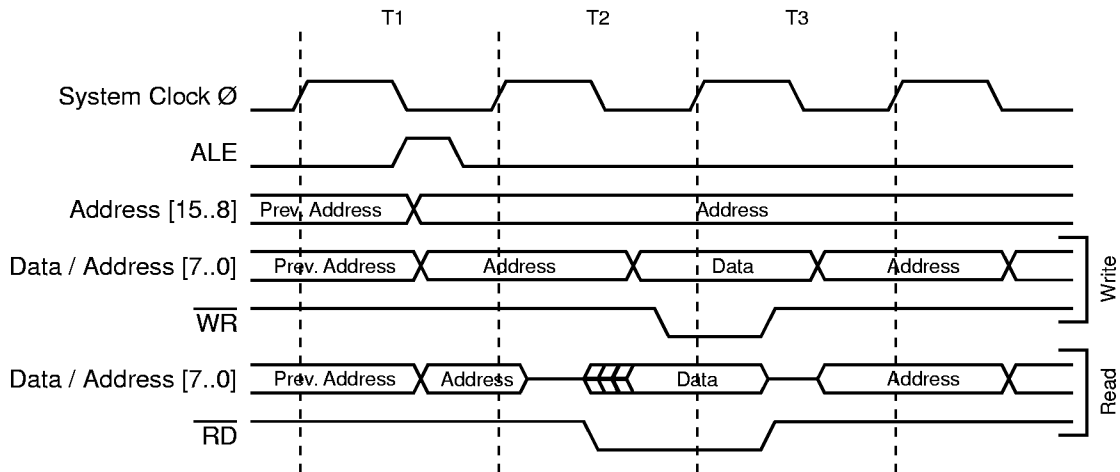 T1 T2 T3
System Clock Ø
ALE
Address [15..8] Prev. Address Address
Data / Address [7..0] Prev. Address Address Data Address
WR
Write
Data / Address [7..0] Prev. Address Address Data Address
RD
Read